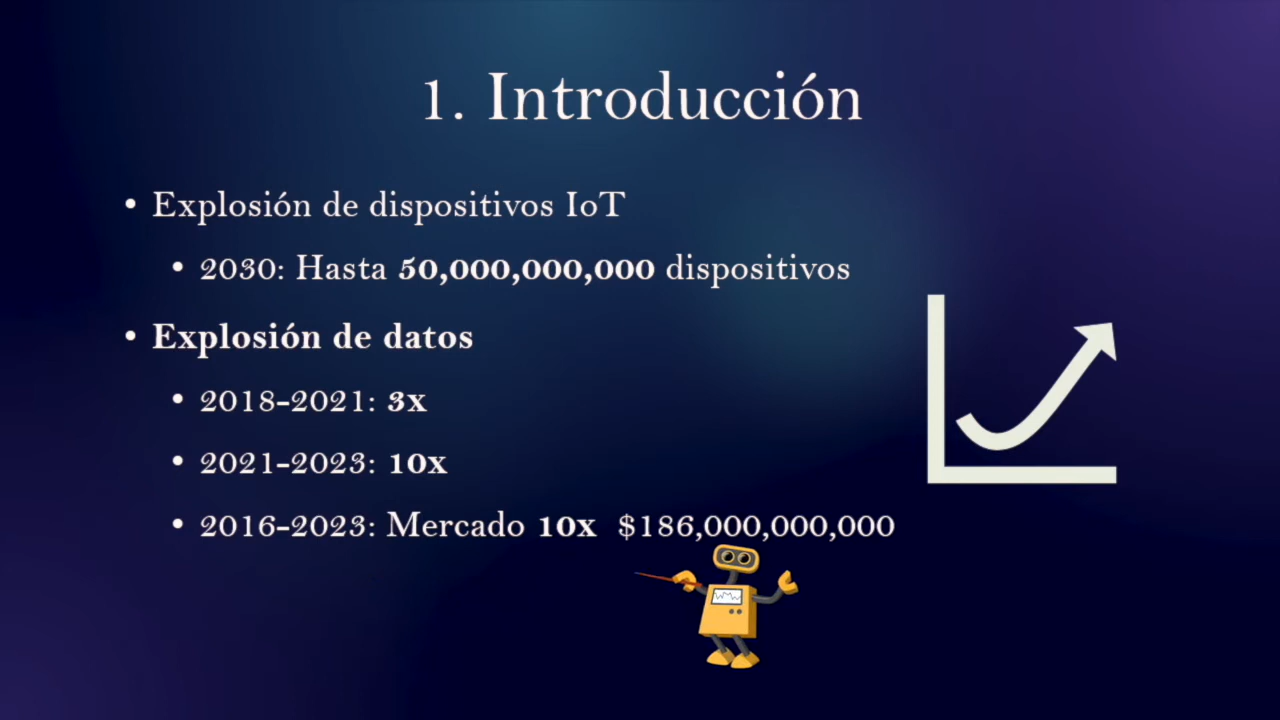 1. Introducción
• Explosión de dispositivos IoT
• 2030: Hasta 50,000,000,000 dispositivos
• Explosión de datos
• 2018-2021: 3x
• 2021-2023: 10x
• 2016-2023: Mercado 10x $186,000,000,000